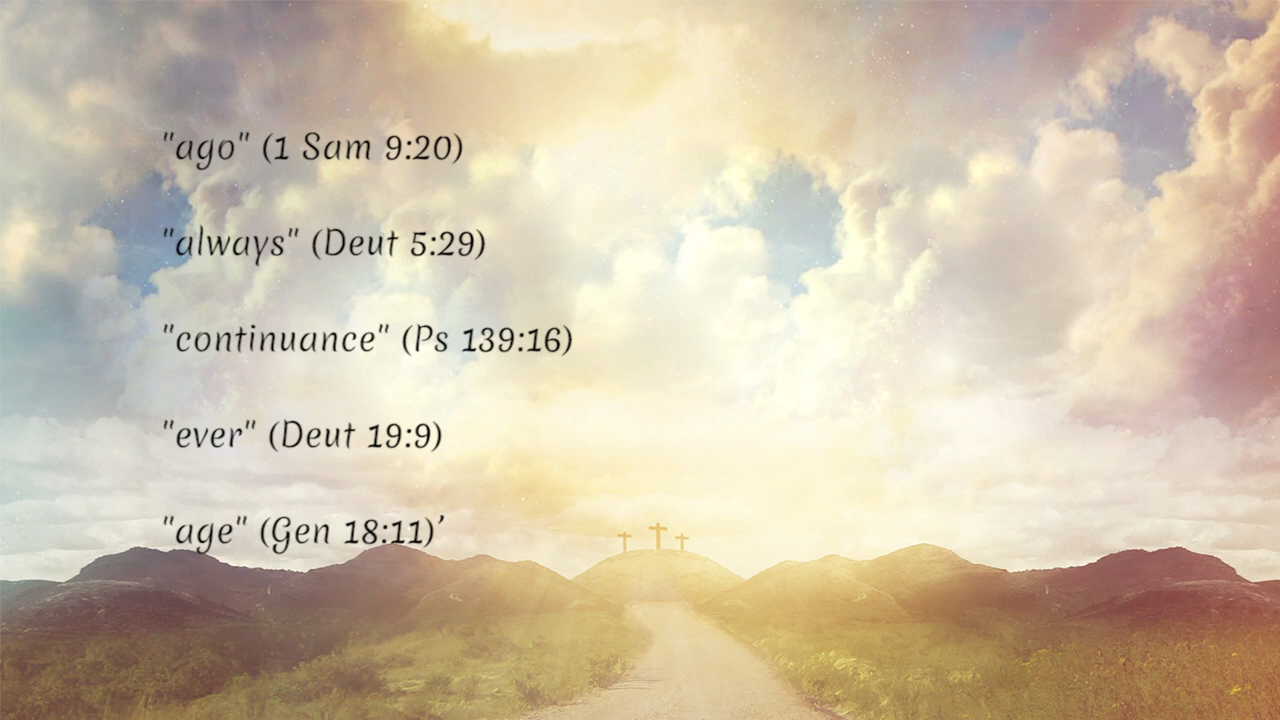 "ago" (1 Sam 9:20)
"always" (Deut 5:29)
"continuance" (Ps 139:16)
"ever" (Deut 19:9)
"age" (Gen 18:11)’